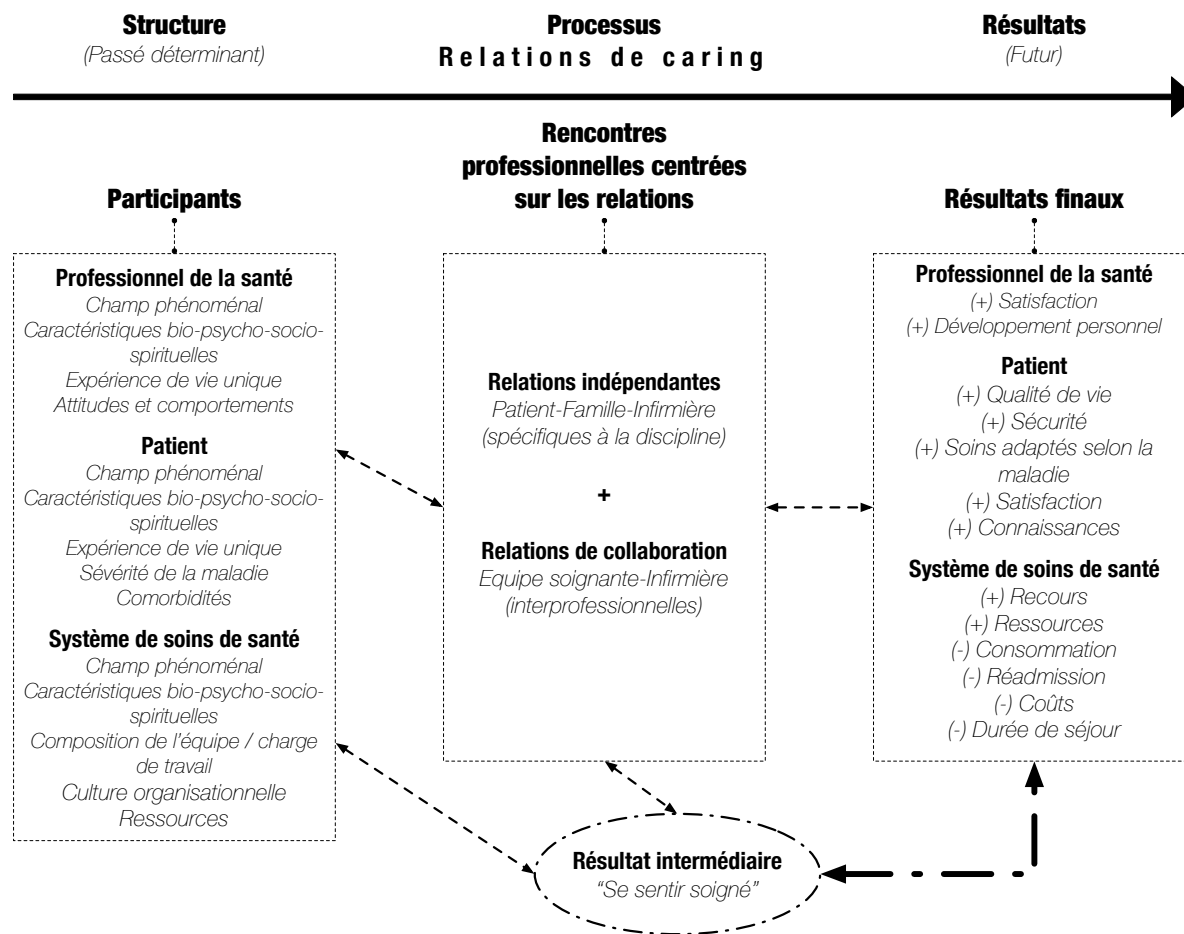 Structure
(Passé déterminant)
Processus
Relations de caring
Résultats
(Futur)
Participants
Rencontres
professionnelles centrées
sur les relations
Résultats finaux
Professionnel de la santé
Champ phénoménal
Caractéristiques bio-psycho-socio-
spirituelles
Expérience de vie unique
Attitudes et comportements
Patient
Champ phénoménal
Caractéristiques bio-psycho-socio-
spirituelles
Expérience de vie unique
Sévérité de la maladie
Comorbidités
Système de soins de santé
Champ phénoménal
Caractéristiques bio-psycho-socio-
spirituelles
Composition de l'équipe / charge
de travail
Culture organisationnelle
Ressources
Relations indépendantes
Patient-Famille-Infirmière
(spécifiques à la discipline)
+
Relations de collaboration
Equipe soignante-Infirmière
(interprofessionnelles)
Professionnel de la santé
(+) Satisfaction
(+) Développement personnel
Patient
(+) Qualité de vie
(+) Sécurité
(+) Soins adaptés selon la
maladie
(+) Satisfaction
(+) Connaissances
Système de soins de santé
(+) Recours
(+) Ressources
(-) Consommation
(-) Réadmission
(-) Coûts
(-) Durée de séjour
Résultat intermédiaire
“Se sentir soigné”